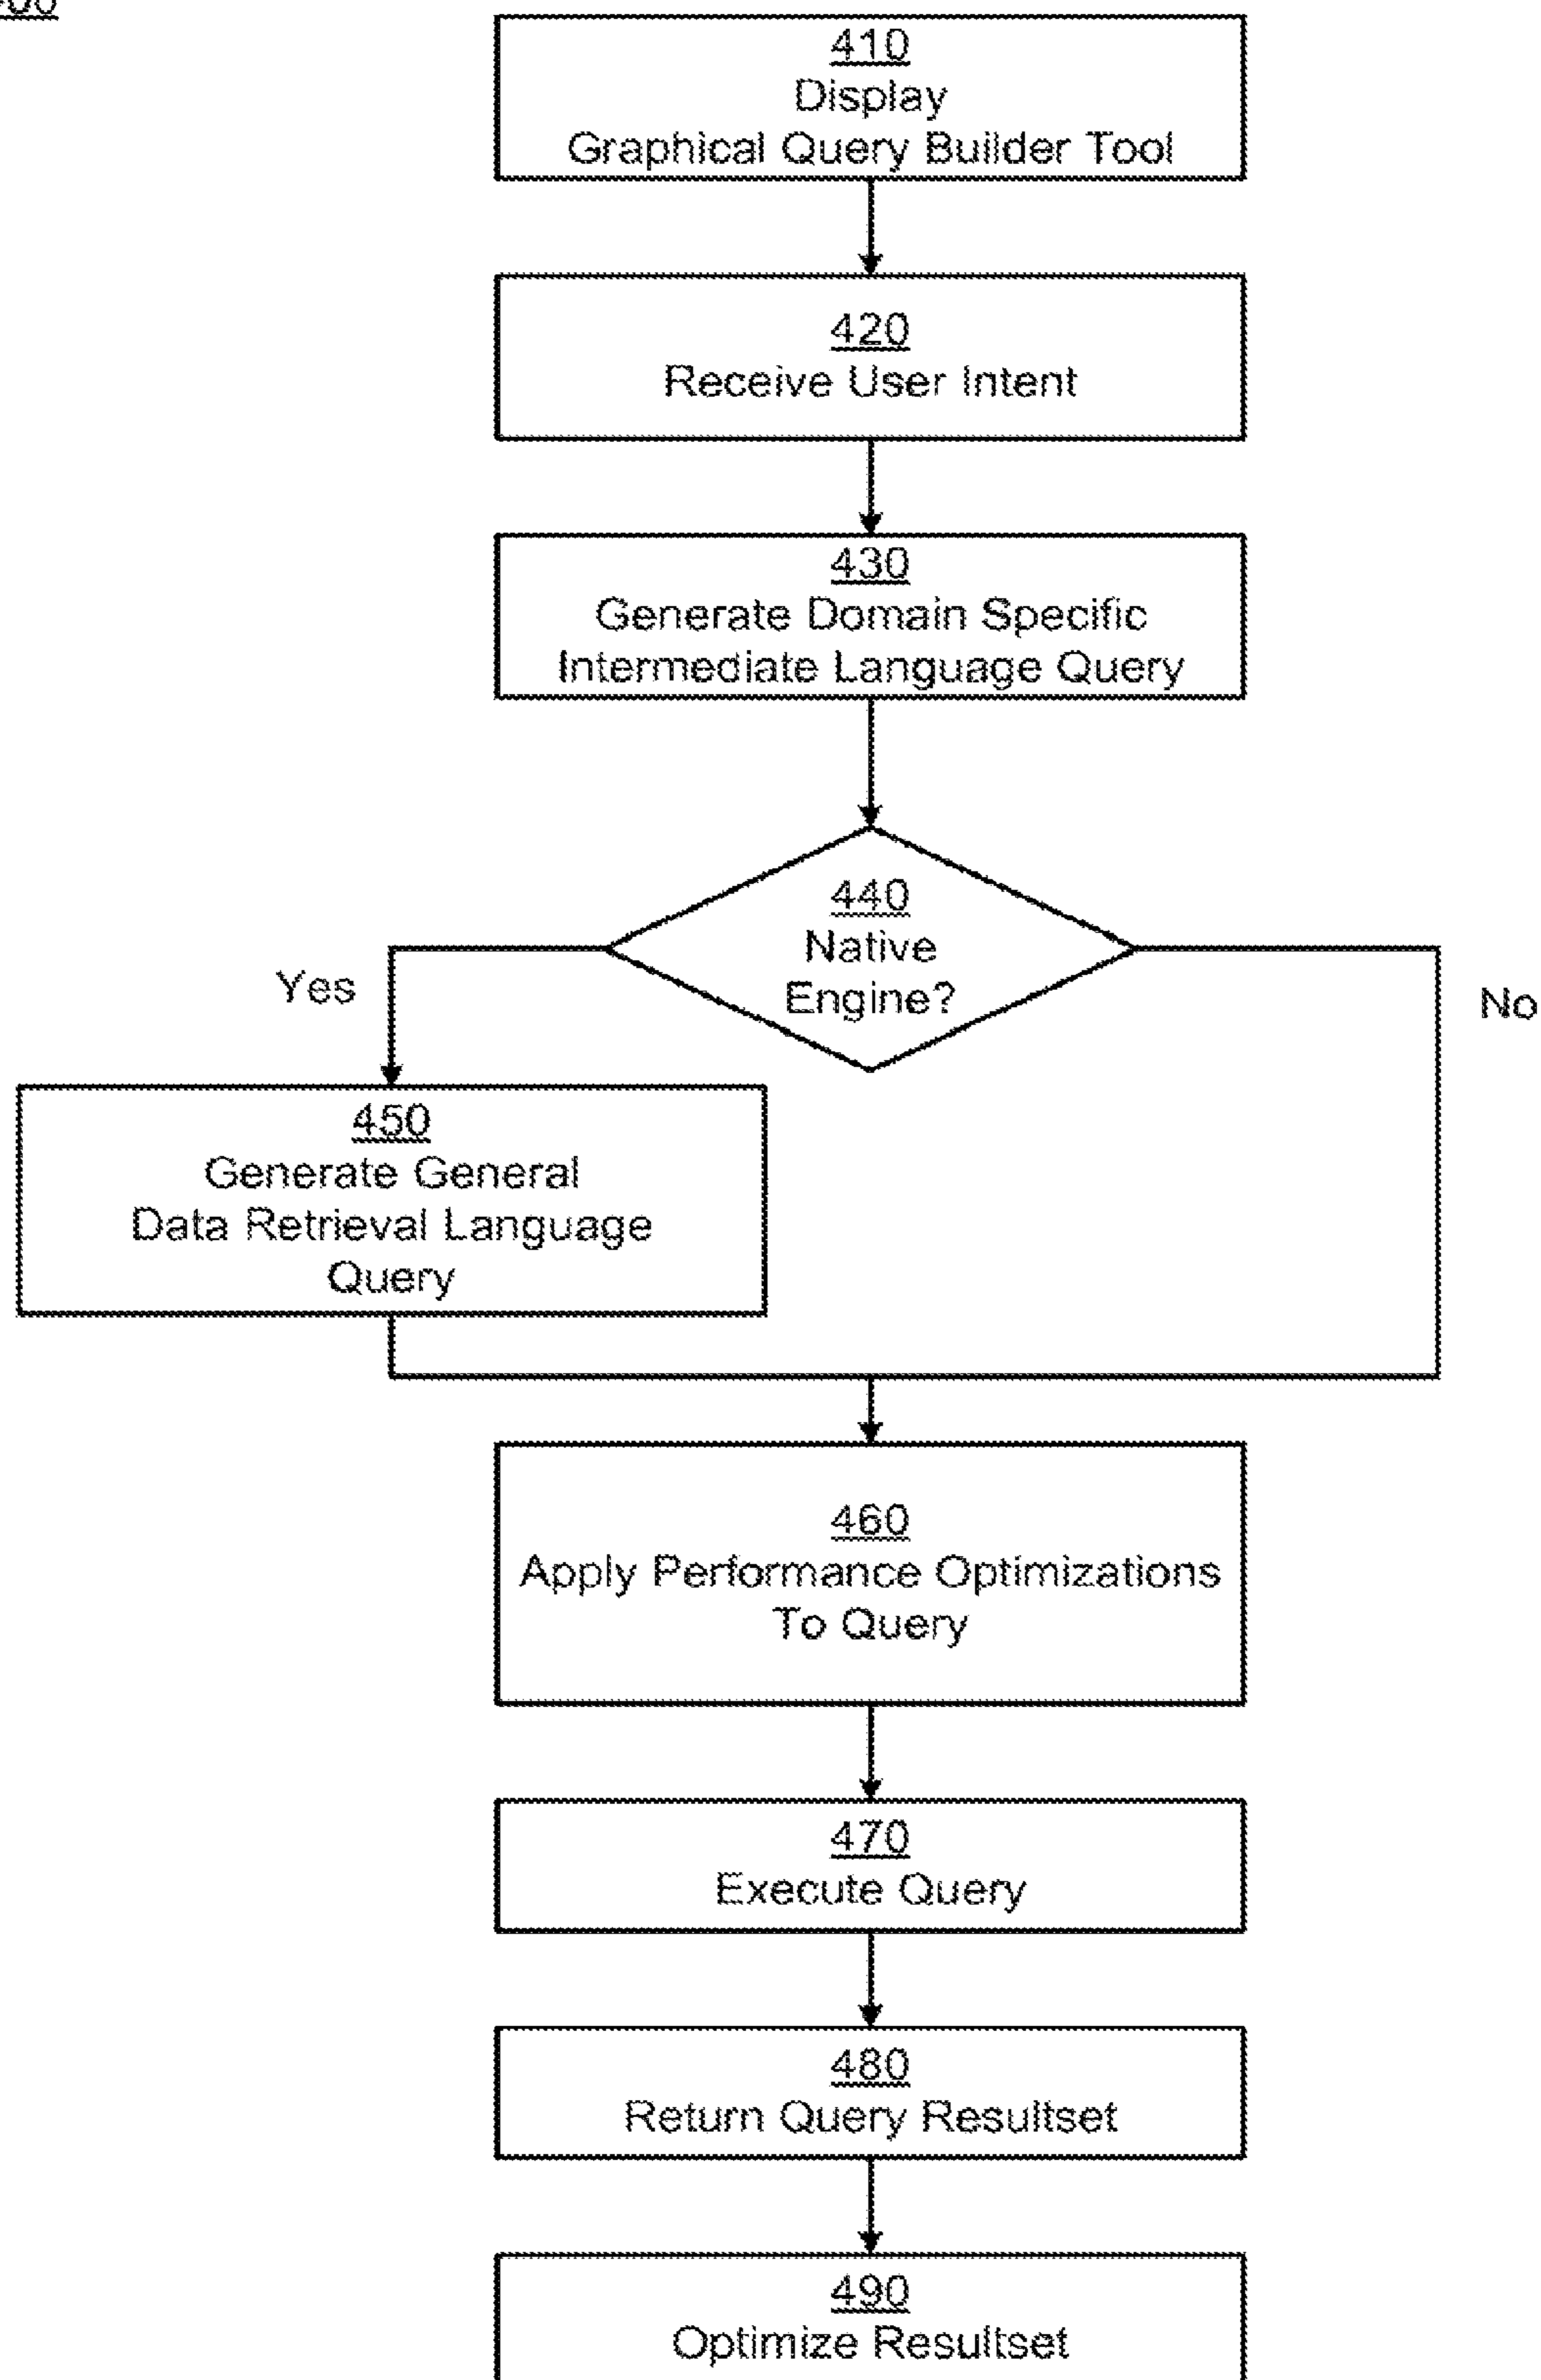 410
Display
Graphical Query Builder Tool
420
Receive User Intent
430
Generate Domain Specific
Intermediate Language Query
440
Native
Engine?
Yes
No
450
Generate General
Data Retrieval Language
Query
460
Apply Performance Optimizations
To Query
470
Execute Query
480
Return Query Resultset
490
Optimize Resultset